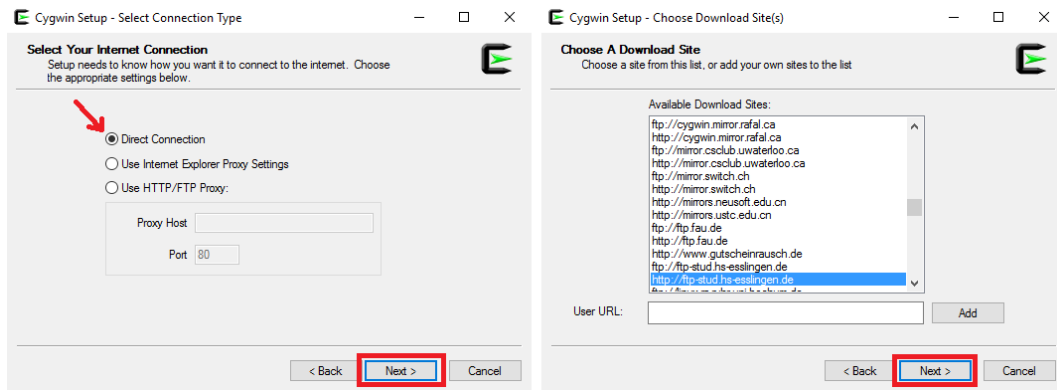 Cygwin Setup - Select Connection Type
Select Your Internet Connection
Setup needs to know how you want it to connect to the internet. Choose
the appropriate settings below.
Direct Connection
Use Internet Explorer Proxy Settings
Use HTTP/FTP Proxy:
Proxy Host
Port 80
< Back Next > Cancel
Cygwin Setup - Choose Download Site(s)
Choose A Download Site
Choose a site from this list, or add your own sites to the list
Available Download Sites:
ftp://cygwin.mirror.rafal.ca
http://cygwin.mirror.rafal.ca
ftp://mirror.csclub.uwaterloo.ca
http://mirror.csclub.uwaterloo.ca
ftp://mirror.switch.ch
http://mirror.switch.ch
http://mirrors.neusoft.edu.cn
http://mirrors.ustc.edu.cn
ftp://ftp.fau.de
http://ftp.fau.de
http://www.gutscheinrausch.de
ftp://ftp-stud.hs-esslingen.de
http://ftp-stud.hs-esslingen.de
User URL:
Add
< Back Next > Cancel